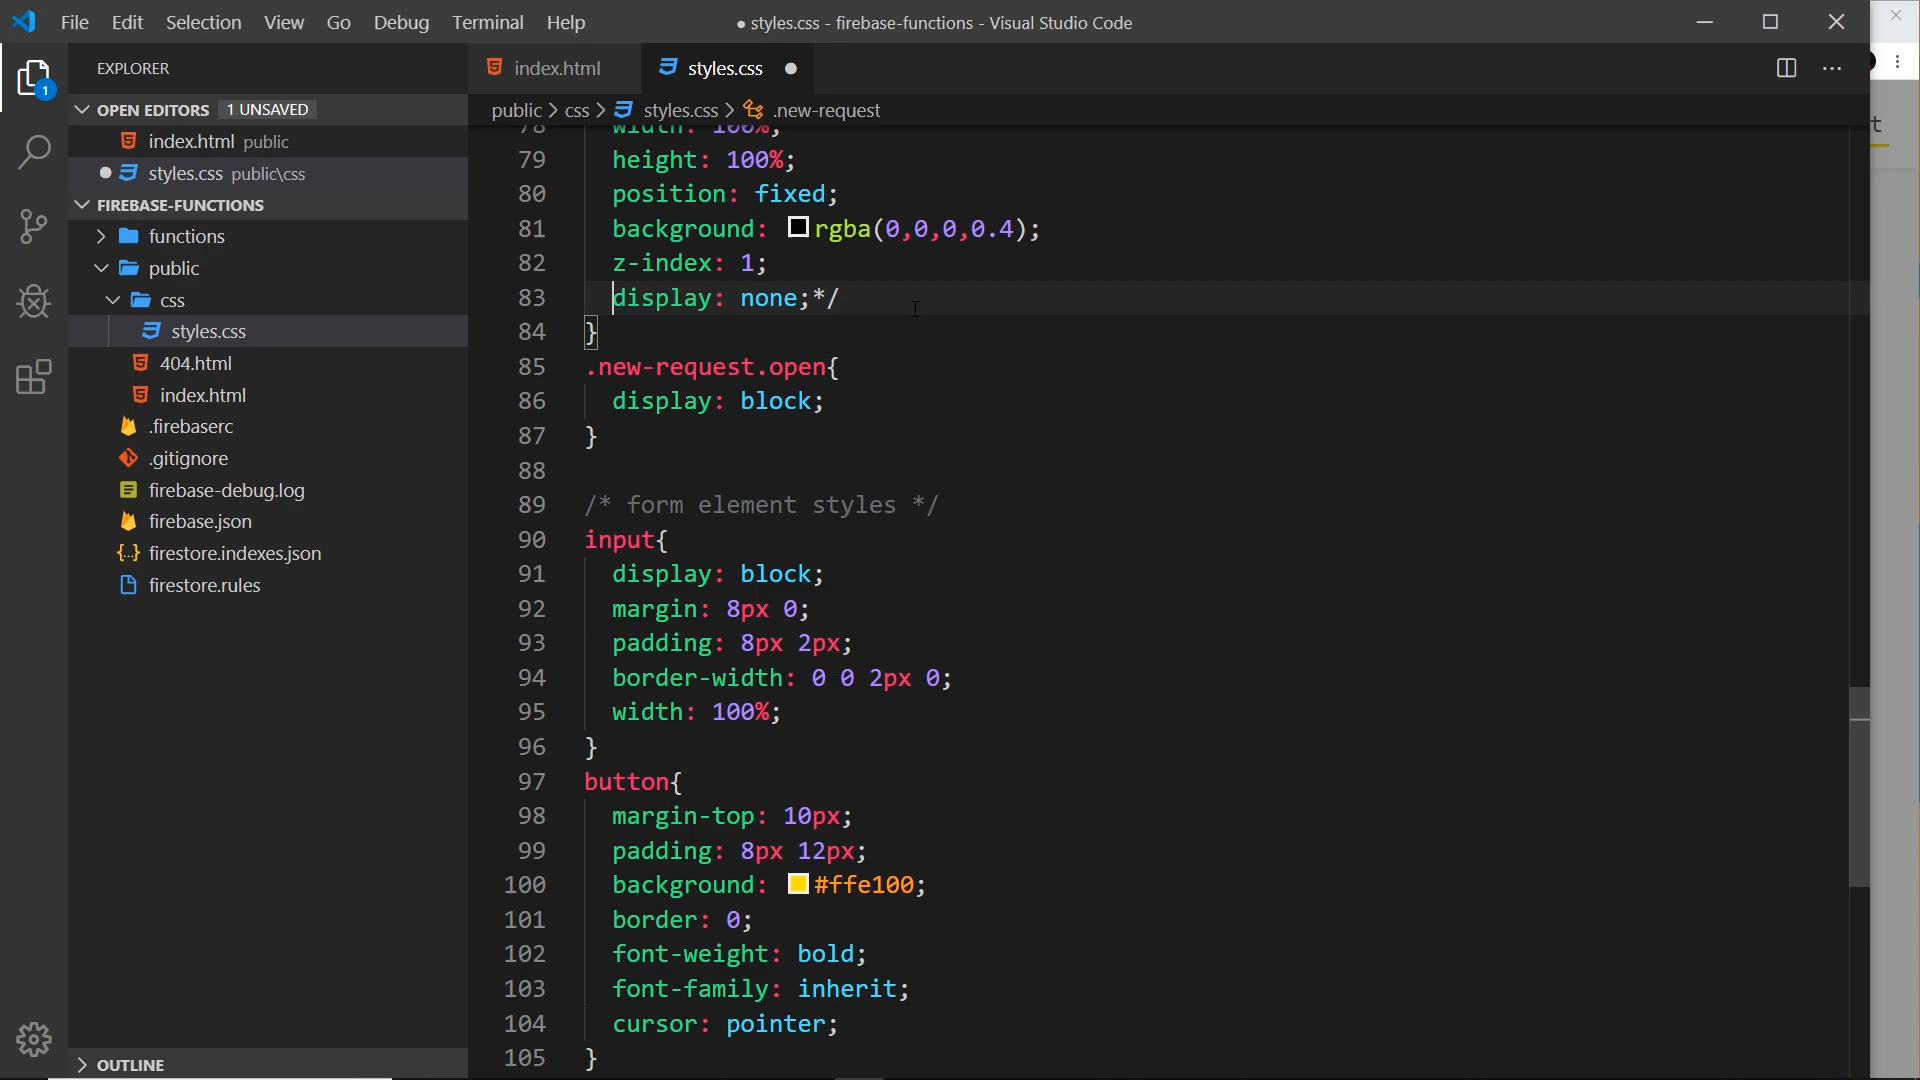 File Edit Selection View Go Debug Terminal Help
● styles.css - firebase-functions - Visual Studio Code
EXPLORER
OPEN EDITORS 1 UNSAVED
index.html public
styles.css public\css
FIREBASE-FUNCTIONS
functions
public
css
styles.css
404.html
index.html
.firebaserc
.gitignore
firebase-debug.log
firebase.json
firestore.indexes.json
firestore.rules
OUTLINE
1
index.html
styles.css
public > css > styles.css > .new-request
78 width: 100%;
79 height: 100%;
80 position: fixed;
81 background: rgba(0,0,0,0.4);
82 z-index: 1;
83 display: none;*/
84 }
85 .new-request.open{
86 display: block;
87 }
88
89 /* form element styles */
90 input{
91 display: block;
92 margin: 8px 0;
93 padding: 8px 2px;
94 border-width: 0 0 2px 0;
95 width: 100%;
96 }
97 button{
98 margin-top: 10px;
99 padding: 8px 12px;
100 background: #ffe100;
101 border: 0;
102 font-weight: bold;
103 font-family: inherit;
104 cursor: pointer;
105 }
t